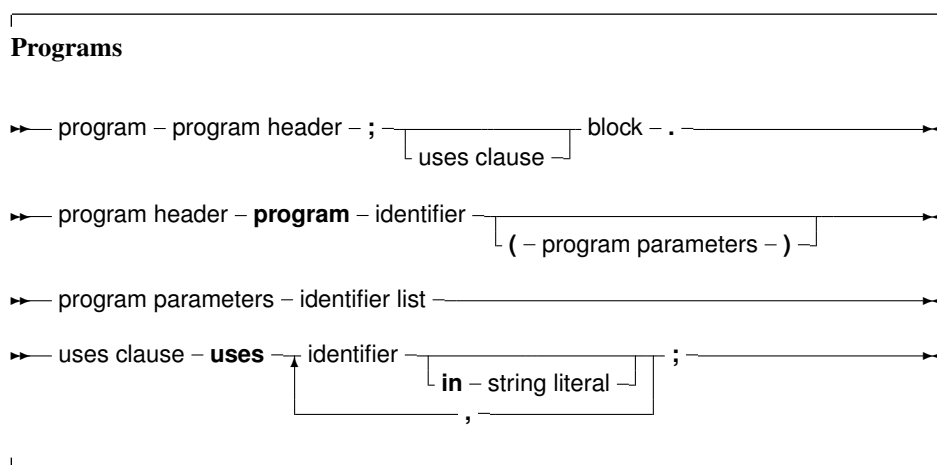 Programs
program program header ; block .
uses clause
program header program identifier
( program parameters )
program parameters identifier list
uses clause uses identifier ;
in string literal
,